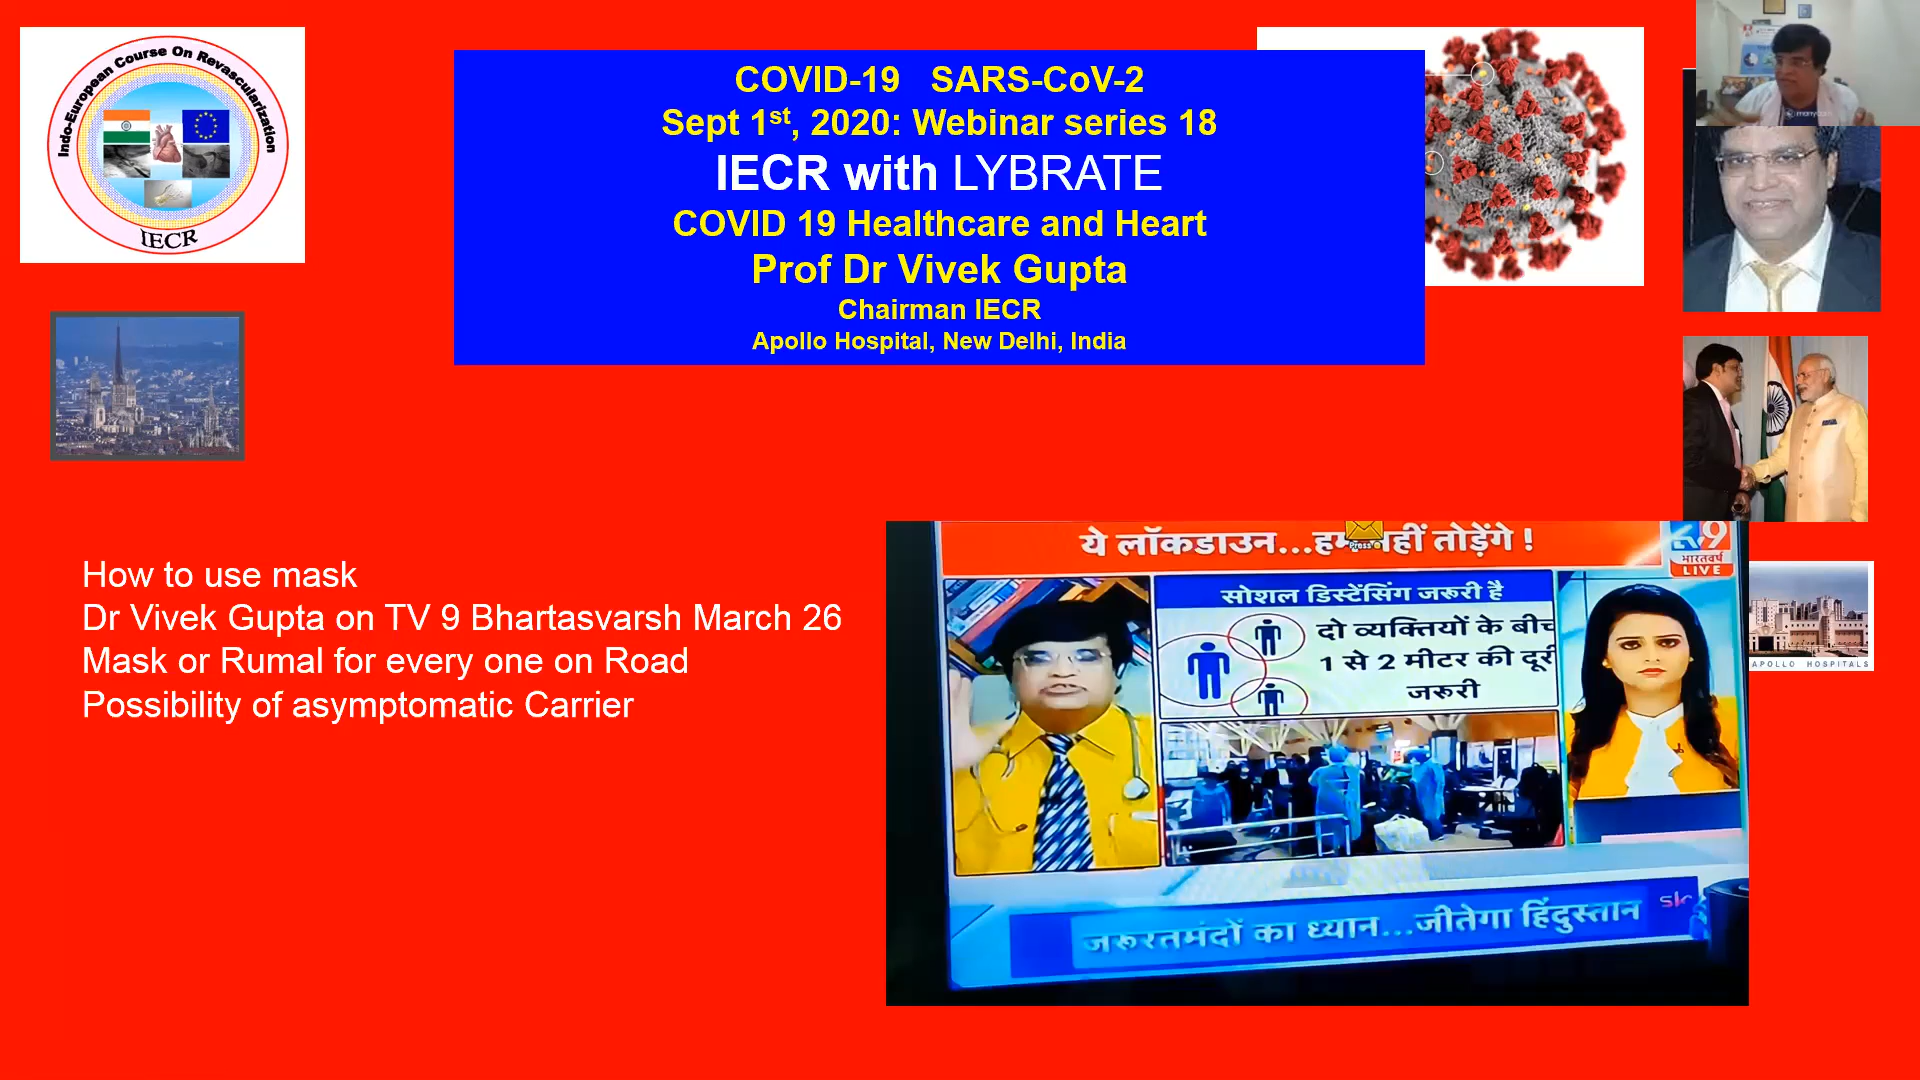 Indo-European Course On Revascularization
IECR
COVID-19 SARS-CoV-2
Sept 1st, 2020: Webinar series 18
IECR with LYBRATE
COVID 19 Healthcare and Heart
Prof Dr Vivek Gupta
Chairman IECR
Apollo Hospital, New Delhi, India
manycam
How to use mask
Dr Vivek Gupta on TV 9 Bhartasvarsh March 26
Mask or Rumal for every one on Road
Possibility of asymptomatic Carrier
ये लॉकडाउन...हम नहीं तोड़ेंगे !
9
भारतवर्ष
LIVE
सोशल डिस्टेंसिंग जरूरी है
दो व्यक्तियों के बीच
1 से 2 मीटर की दूरी
जरूरी
जरूरतमंदों का ध्यान...जीतेगा हिंदुस्तान
APOLLO HOSPITALS